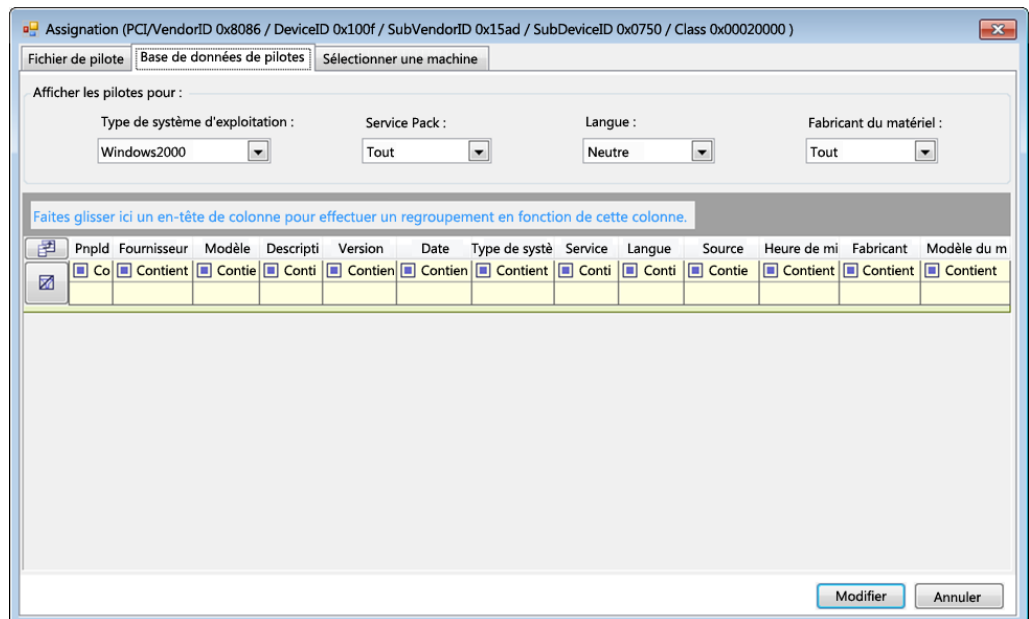 Assignation (PCI/VendorID 0x8086 / DeviceID 0x100f / SubVendorID 0x15ad / SubDeviceID 0x0750 / Class 0x00020000 )
Fichier de pilote Base de données de pilotes Sélectionner une machine
Afficher les pilotes pour :
Type de système d'exploitation : Service Pack : Langue : Fabricant du matériel :
Windows2000 Tout Neutre Tout
Faites glisser ici un en-tête de colonne pour effectuer un regroupement en fonction de cette colonne.
PnpId Fournisseur Modèle Descripti Version Date Type de systè Service Langue Source Heure de mi Fabricant Modèle du m
Co Contient Contie Conti Contien Contien Contient Conti Conti Contie Contient Contient Contient
Modifier Annuler